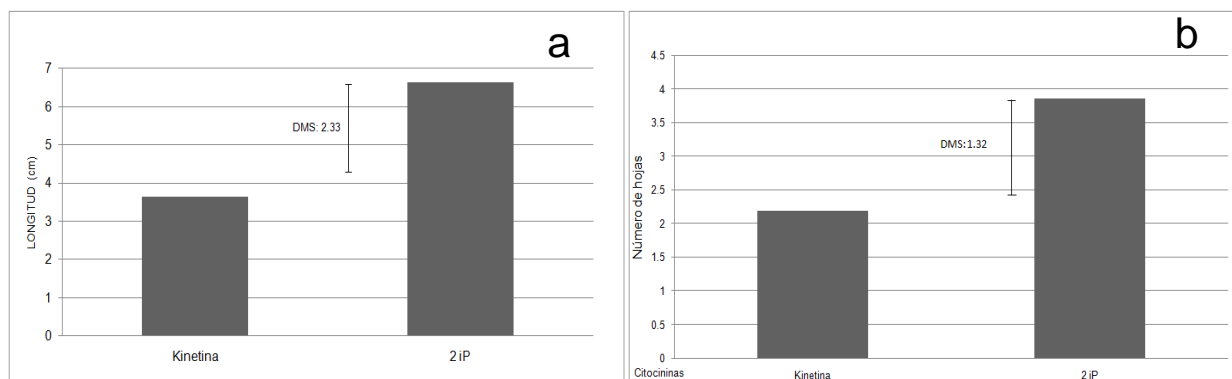 a
LONGITUD (cm)
7
6
5
4
3
2
1
0
DMS: 2.33
Kinetina 2 iP
b
Número de hojas
4.5
4
3.5
3
2.5
2
1.5
1
0.5
0
DMS: 1.32
Citocininas Kinetina 2 iP